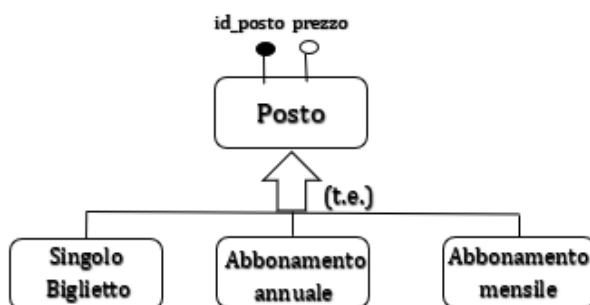 id_posto prezzo
Posto
(t.e.)
Singolo
Biglietto
Abbonamento
annuale
Abbonamento
mensile